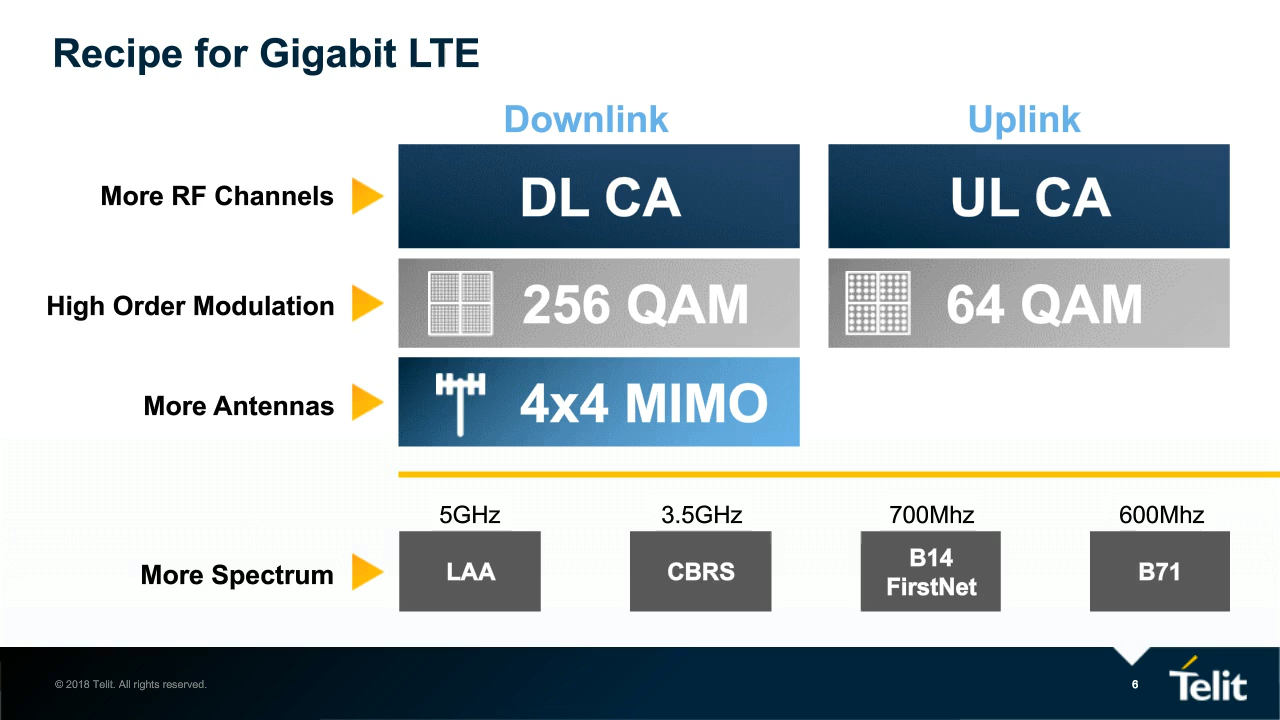 Recipe for Gigabit LTE
Downlink
Uplink
More RF Channels
DL CA
UL CA
High Order Modulation
256 QAM
64 QAM
More Antennas
4x4 MIMO
5GHz
3.5GHz
700Mhz
600Mhz
More Spectrum
LAA
CBRS
B14
FirstNet
B71
© 2018 Telit. All rights reserved.
6
Telit